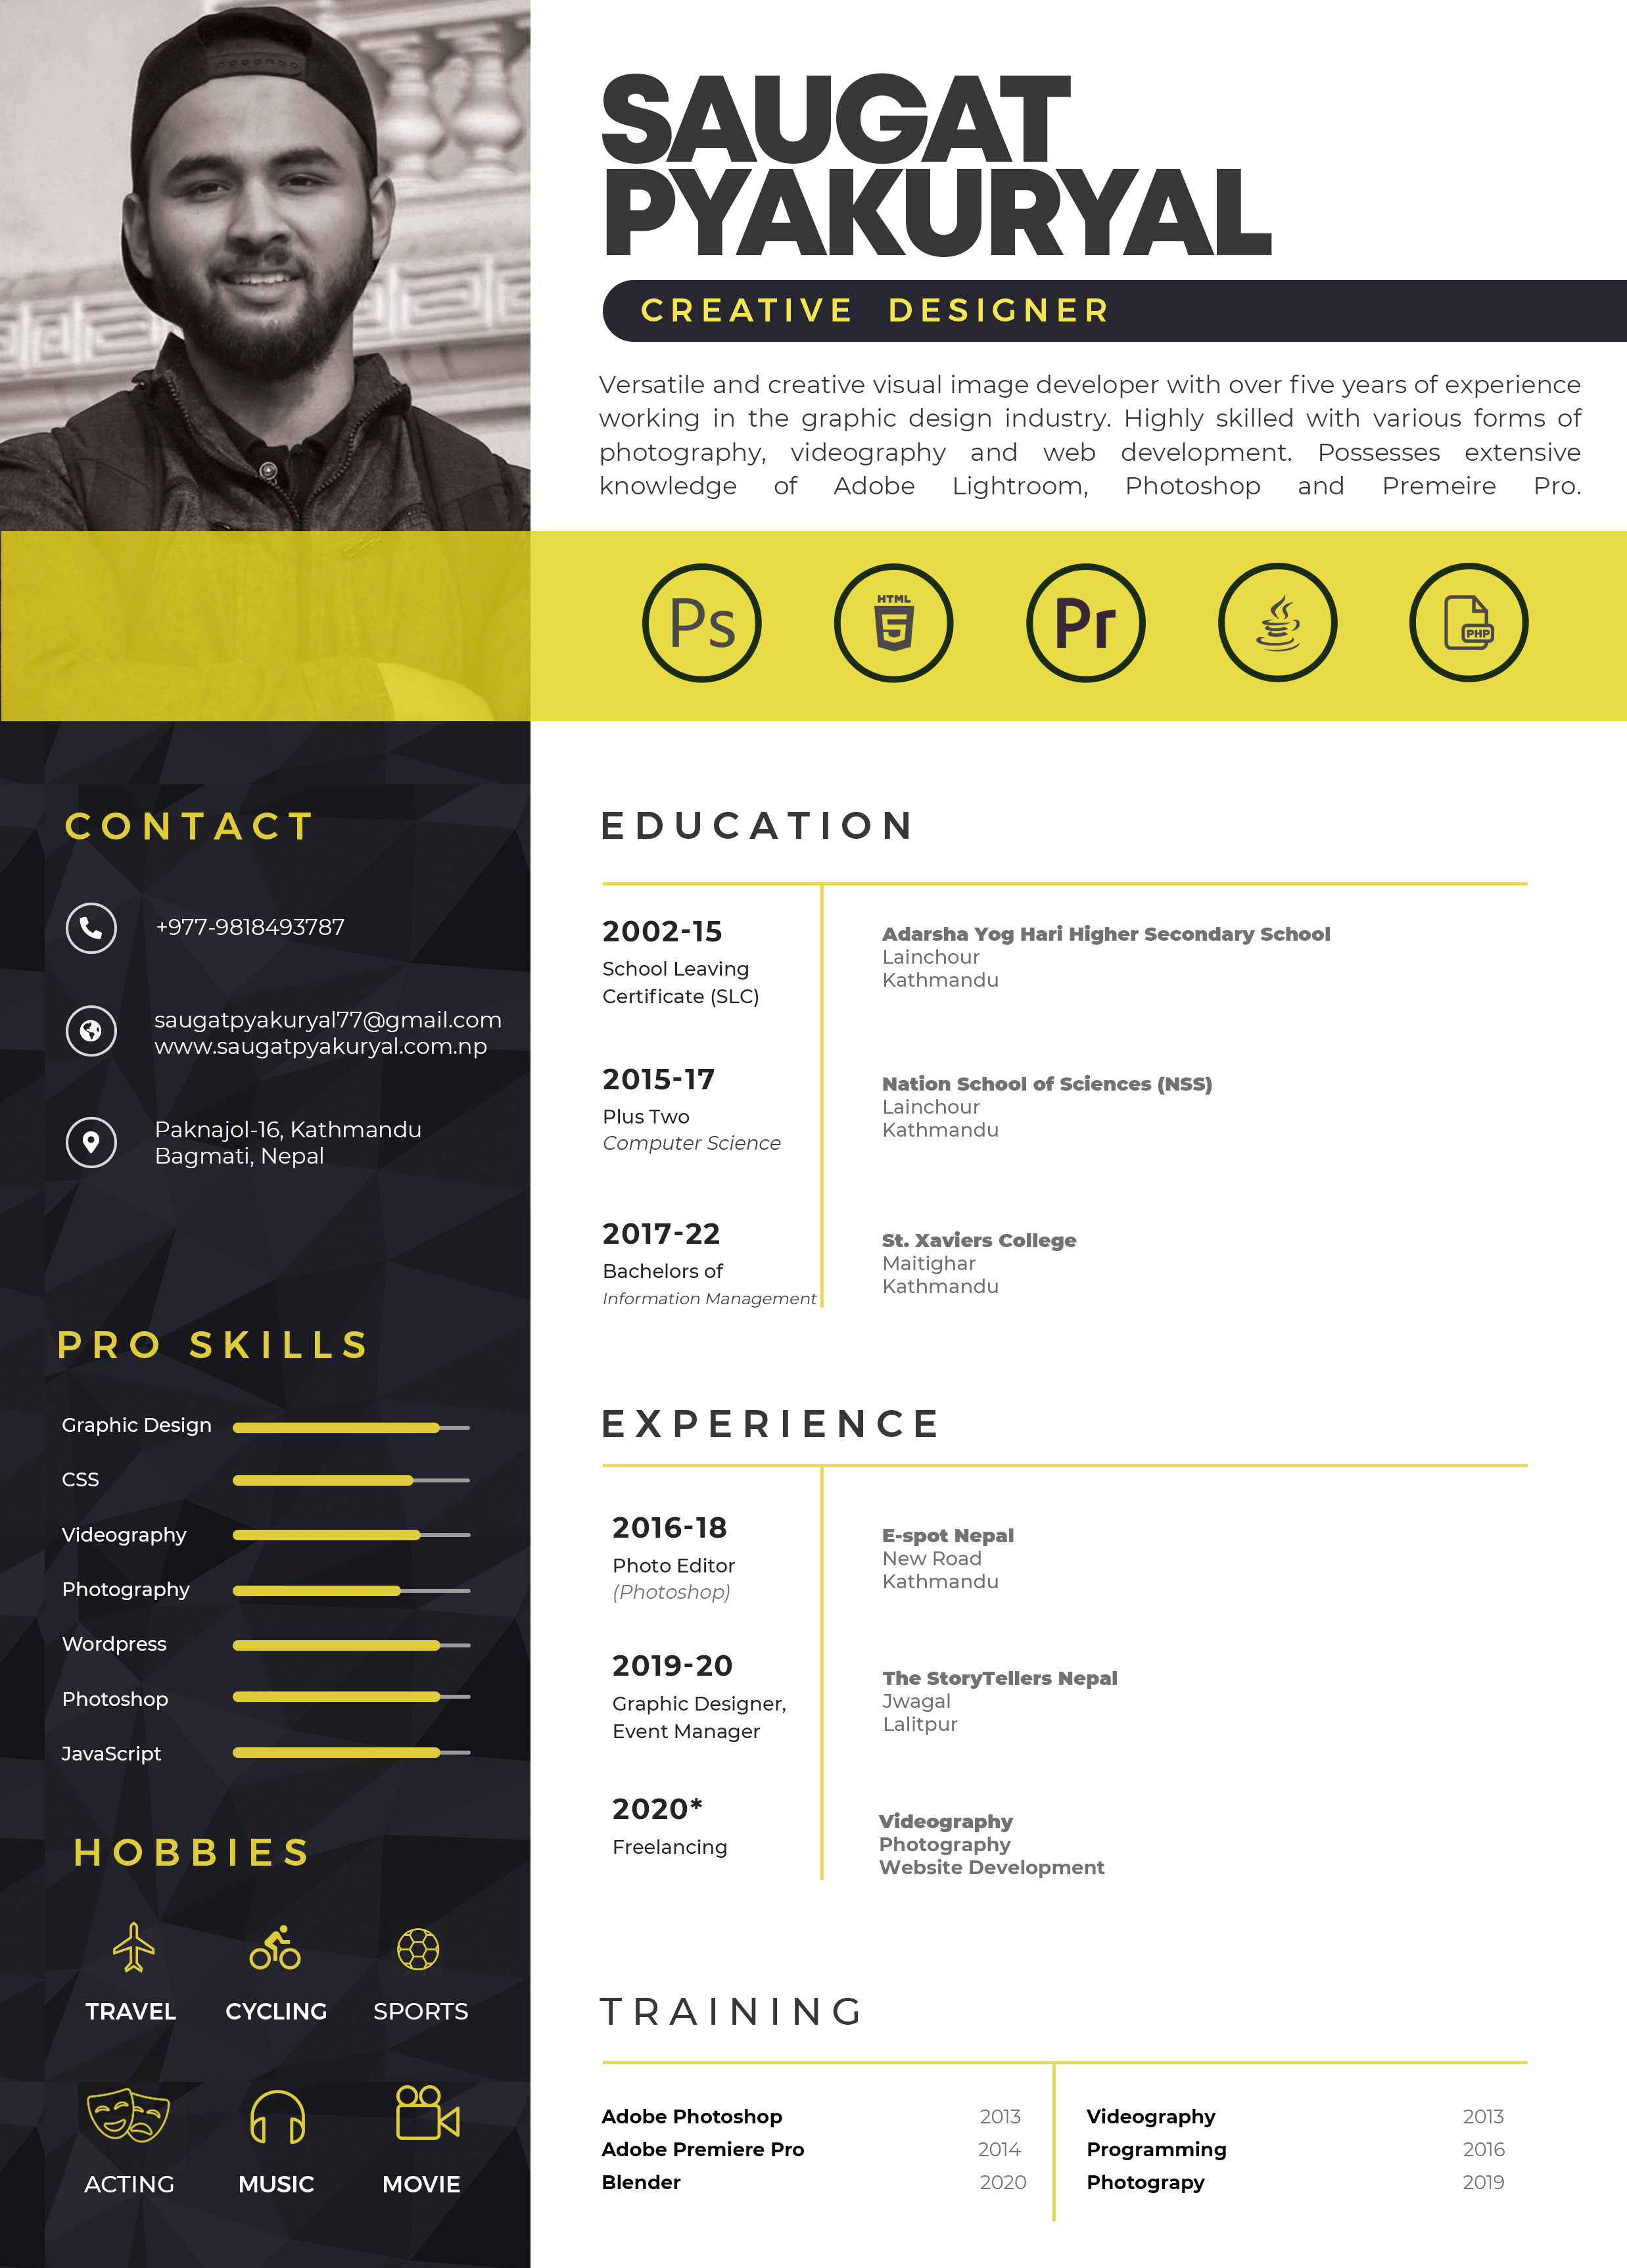 SAUGAT
PYAKURYAL
CREATIVE DESIGNER
Versatile and creative visual image developer with over five years of experience
working in the graphic design industry. Highly skilled with various forms of
photography, videography and web development. Possesses extensive
knowledge of Adobe Lightroom, Photoshop and Premeire Pro.
Ps
HTML
5
Pr
PHP
CONTACT
+977-9818493787
saugatpyakuryal77@gmail.com
www.saugatpyakuryal.com.np
Paknajol-16, Kathmandu
Bagmati, Nepal
PRO SKILLS
Graphic Design
CSS
Videography
Photography
Wordpress
Photoshop
JavaScript
HOBBIES
TRAVEL
CYCLING
SPORTS
ACTING
MUSIC
MOVIE
EDUCATION
2002-15
School Leaving
Certificate (SLC)
Adarsha Yog Hari Higher Secondary School
Lainchour
Kathmandu
2015-17
Plus Two
Computer Science
Nation School of Sciences (NSS)
Lainchour
Kathmandu
2017-22
Bachelors of
Information Management
St. Xaviers College
Maitighar
Kathmandu
EXPERIENCE
2016-18
Photo Editor
(Photoshop)
E-spot Nepal
New Road
Kathmandu
2019-20
Graphic Designer,
Event Manager
The StoryTellers Nepal
Jwagal
Lalitpur
2020*
Freelancing
Videography
Photography
Website Development
TRAINING
Adobe Photoshop 2013
Adobe Premiere Pro 2014
Blender 2020
Videography 2013
Programming 2016
Photograpy 2019